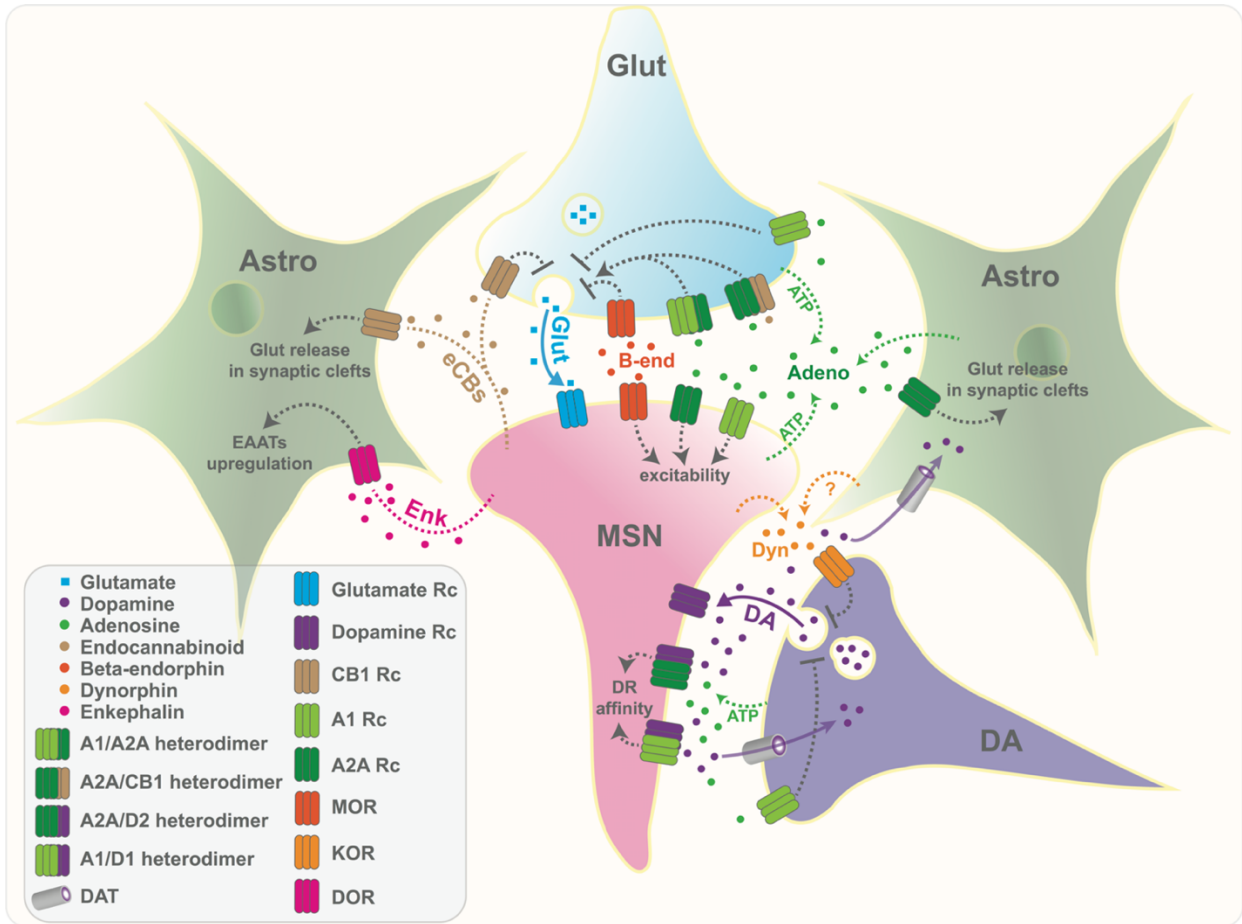 Glut
Astro
Astro
ATP
Glut
B-end
Adeno
Glut release
in synaptic clefts
Glut release
in synaptic clefts
eCBs
ATP
EAATs
upregulation
excitability
Enk
MSN
?
Dyn
DA
DR
affinity
ATP
DA
Glutamate
Dopamine
Adenosine
Endocannabinoid
Beta-endorphin
Dynorphin
Enkephalin
A1/A2A heterodimer
A2A/CB1 heterodimer
A2A/D2 heterodimer
A1/D1 heterodimer
DAT
Glutamate Rc
Dopamine Rc
CB1 Rc
A1 Rc
A2A Rc
MOR
KOR
DOR